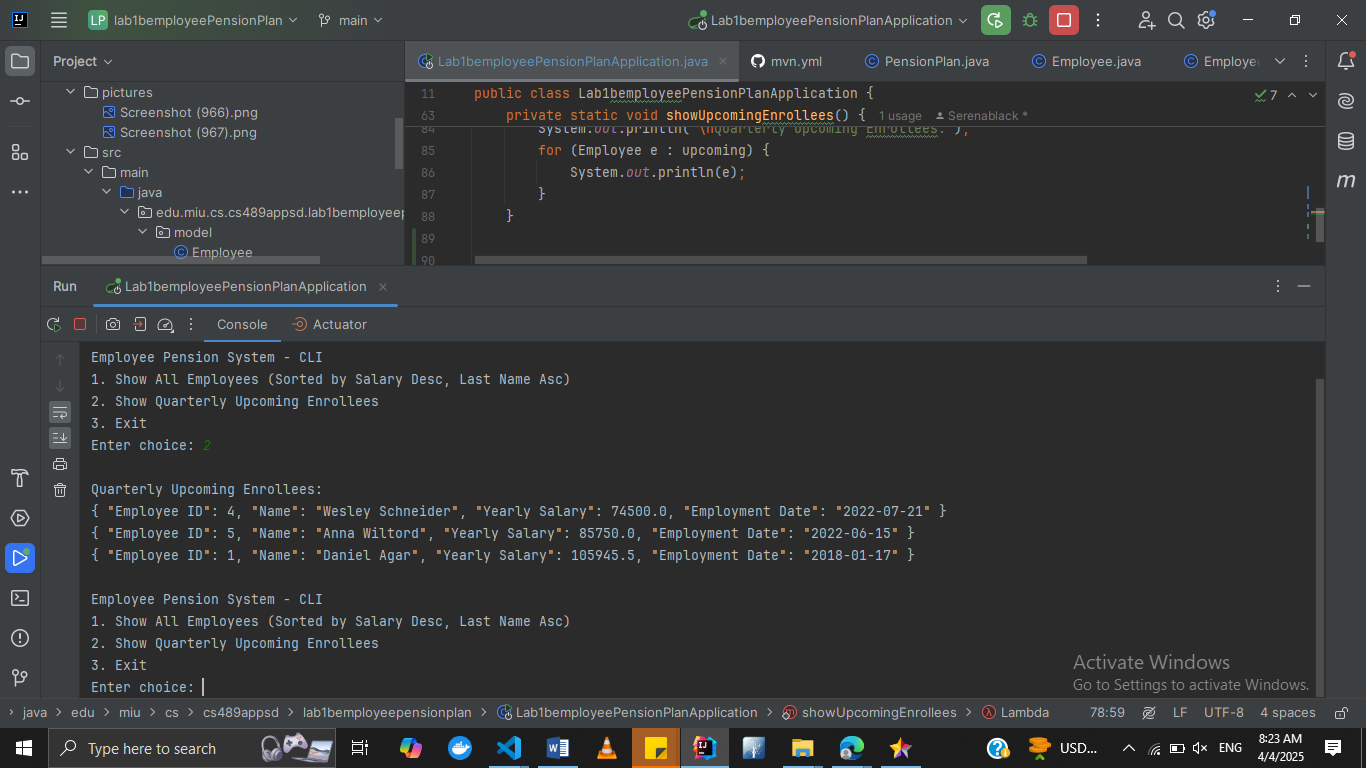 LP lab1bemployeePensionPlan main Lab1bemployeePensionPlanApplication
Project
Lab1bemployeePensionPlanApplication.java mvn.yml PensionPlan.java Employee.java Employe
pictures
Screenshot (966).png
Screenshot (967).png
src
main
java
edu.miu.cs.cs489appsd.lab1bemployeep
model
Employee
11 public class Lab1bemployeePensionPlanApplication {
7
63 private static void showUpcomingEnrollees() { 1 usage Serenablack *
84 System.out.println("\nQuarterly Upcoming Enrollees:");
85 for (Employee e : upcoming) {
86 System.out.println(e);
87 }
88 }
89
90
Run Lab1bemployeePensionPlanApplication
Console Actuator
Employee Pension System - CLI
1. Show All Employees (Sorted by Salary Desc, Last Name Asc)
2. Show Quarterly Upcoming Enrollees
3. Exit
Enter choice: 2
Quarterly Upcoming Enrollees:
{ "Employee ID": 4, "Name": "Wesley Schneider", "Yearly Salary": 74500.0, "Employment Date": "2022-07-21" }
{ "Employee ID": 5, "Name": "Anna Wiltord", "Yearly Salary": 85750.0, "Employment Date": "2022-06-15" }
{ "Employee ID": 1, "Name": "Daniel Agar", "Yearly Salary": 105945.5, "Employment Date": "2018-01-17" }
Employee Pension System - CLI
1. Show All Employees (Sorted by Salary Desc, Last Name Asc)
2. Show Quarterly Upcoming Enrollees
3. Exit
Enter choice:
Activate Windows
Go to Settings to activate Windows.
java > edu > miu > cs > cs489appsd > lab1bemployeepensionplan > Lab1bemployeePensionPlanApplication > showUpcomingEnrollees > Lambda 78:59 LF UTF-8 4 spaces
Type here to search
USD...
ENG
8:23 AM
4/4/2025